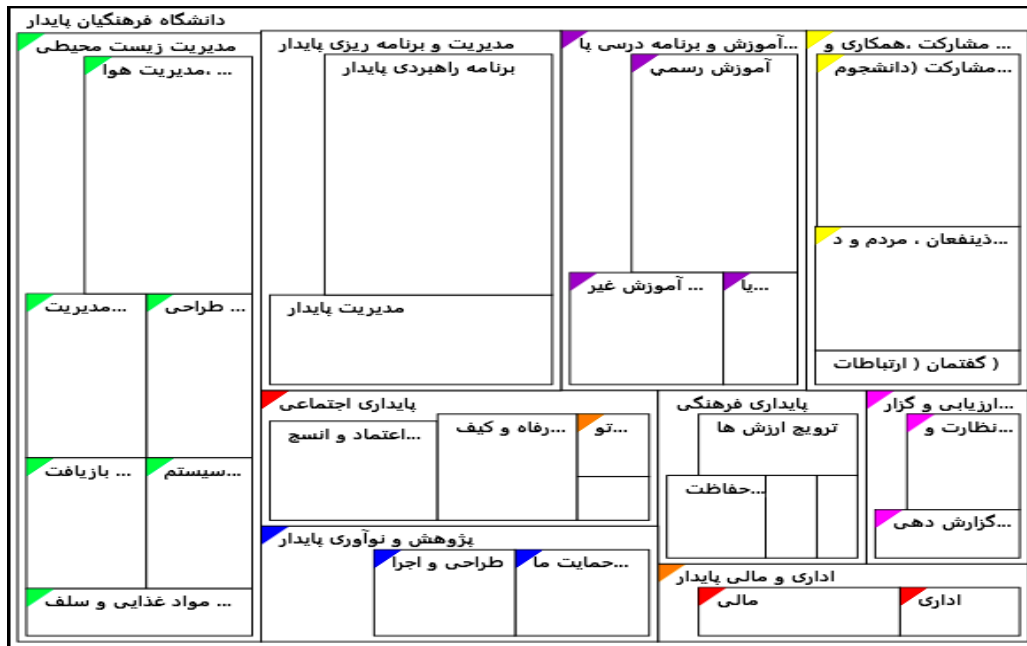 دانشگاه فرهنگیان پایدار
مشارکت ،همکاری و ...
مشارکت (دانشجوم...
ذینفعان ، مردم و د...
گفتمان ( ارتباطات )
آموزش و برنامه درسی پا...
آموزش رسمي
آموزش غیر ...
یا...
مدیریت و برنامه ریزی پایدار
برنامه راهبردی پایدار
مدیریت پایدار
مدیریت زیست محیطی
مدیریت هوا، ...
طراحی ...
مدیریت...
سیستم...
بازیافت ...
مواد غذایی و سلف ...
ارزیابی و گزار...
نظارت و...
گزارش دهی...
پایداری فرهنگی
ترویج ارزش ها
حفاظت...
پایداری اجتماعی
تو...
رفاه و کیف...
اعتماد و انسج...
پژوهش و نوآوری پایدار
حمایت ما...
طراحی و اجرا
اداری و مالی پایدار
اداری
مالی